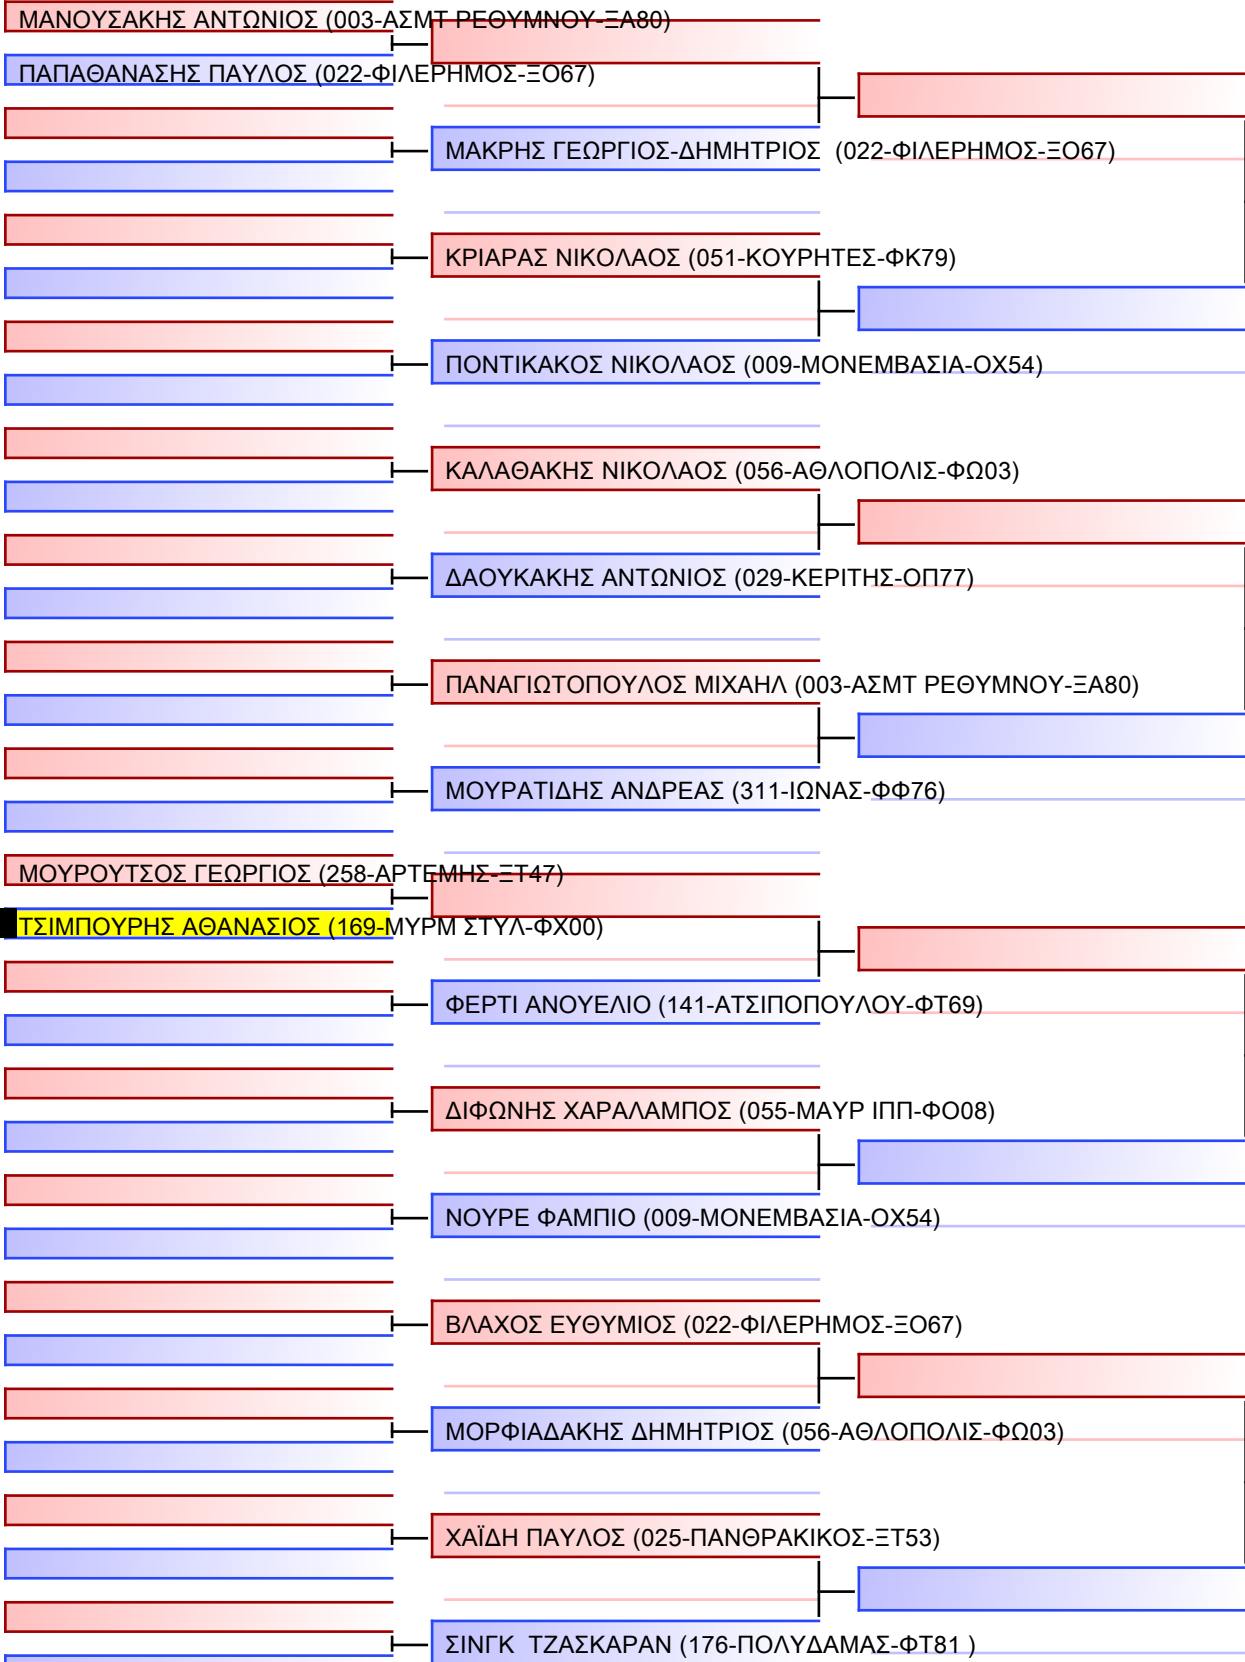 ΜΑΝΟΥΣΑΚΗΣ ΑΝΤΩΝΙΟΣ (003-ΑΣΜΤ ΡΕΘΥΜΝΟΥ-ΞΑ80)
ΠΑΠΑΘΑΝΑΣΗΣ ΠΑΥΛΟΣ (022-ΦΙΛΕΡΗΜΟΣ-ΞΟ67)
ΜΑΚΡΗΣ ΓΕΩΡΓΙΟΣ-ΔΗΜΗΤΡΙΟΣ (022-ΦΙΛΕΡΗΜΟΣ-ΞΟ67)
ΚΡΙΑΡΑΣ ΝΙΚΟΛΑΟΣ (051-ΚΟΥΡΗΤΕΣ-ΦΚ79)
ΠΟΝΤΙΚΑΚΟΣ ΝΙΚΟΛΑΟΣ (009-ΜΟΝΕΜΒΑΣΙΑ-ΟΧ54)
ΚΑΛΑΘΑΚΗΣ ΝΙΚΟΛΑΟΣ (056-ΑΘΛΟΠΟΛΙΣ-ΦΩ03)
ΔΑΟΥΚΑΚΗΣ ΑΝΤΩΝΙΟΣ (029-ΚΕΡΙΤΗΣ-ΟΠ77)
ΠΑΝΑΓΙΩΤΟΠΟΥΛΟΣ ΜΙΧΑΗΛ (003-ΑΣΜΤ ΡΕΘΥΜΝΟΥ-ΞΑ80)
ΜΟΥΡΑΤΙΔΗΣ ΑΝΔΡΕΑΣ (311-ΙΩΝΑΣ-ΦΦ76)
ΜΟΥΡΟΥΤΣΟΣ ΓΕΩΡΓΙΟΣ (258-ΑΡΤΕΜΗΣ-ΞΤ47)
ΤΣΙΜΠΟΥΡΗΣ ΑΘΑΝΑΣΙΟΣ (169-ΜΥΡΜ ΣΤΥΛ-ΦΧ00)
ΦΕΡΤΙ ΑΝΟΥΕΛΙΟ (141-ΑΤΣΙΠΟΠΟΥΛΟΥ-ΦΤ69)
ΔΙΦΩΝΗΣ ΧΑΡΑΛΑΜΠΟΣ (055-ΜΑΥΡ ΙΠΠ-ΦΟ08)
ΝΟΥΡΕ ΦΑΜΠΙΟ (009-ΜΟΝΕΜΒΑΣΙΑ-ΟΧ54)
ΒΛΑΧΟΣ ΕΥΘΥΜΙΟΣ (022-ΦΙΛΕΡΗΜΟΣ-ΞΟ67)
ΜΟΡΦΙΑΔΑΚΗΣ ΔΗΜΗΤΡΙΟΣ (056-ΑΘΛΟΠΟΛΙΣ-ΦΩ03)
ΧΑΪΔΗ ΠΑΥΛΟΣ (025-ΠΑΝΘΡΑΚΙΚΟΣ-ΞΤ53)
ΣΙΝΓΚ ΤΖΑΣΚΑΡΑΝ (176-ΠΟΛΥΔΑΜΑΣ-ΦΤ81 )